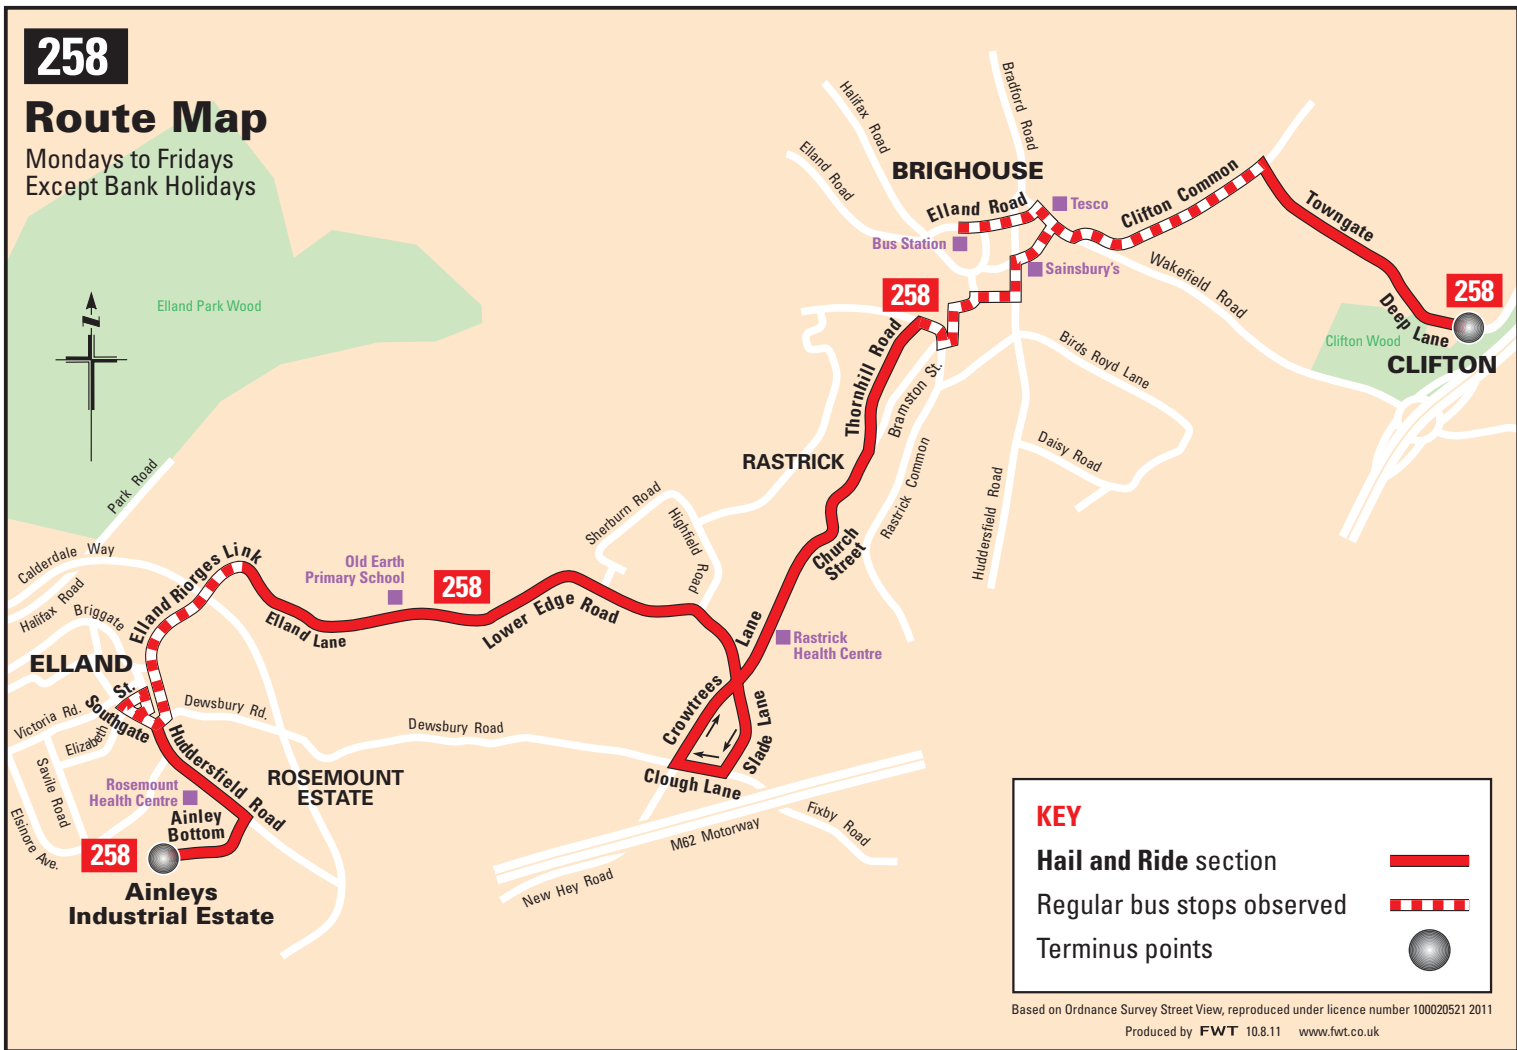 258
Route Map
Mondays to Fridays
Except Bank Holidays
Elland Park Wood
N
Park Road
Calderdale Way
Halifax Road
Briggate
Elland Riorges Link
ELLAND
Southgate
St.
Victoria Rd.
Elizabeth
Savile Road
Elsinore Ave.
Dewsbury Rd.
Huddersfield Road
Rosemount
Health Centre
Ainley
Bottom
258
Ainleys
Industrial Estate
ROSEMOUNT
ESTATE
Elland Lane
Old Earth
Primary School
258
Lower Edge Road
Dewsbury Road
Sherburn Road
Highfield Road
Crowtrees Lane
Slade Lane
Clough Lane
M62 Motorway
New Hey Road
Fixby Road
Rastrick
Health Centre
Church
Street
RASTRICK
Thornhill Road
258
Bramston St.
Rastrick Common
Huddersfield Road
Daisy Road
Birds Royd Lane
Halifax Road
Elland Road
Bradford Road
BRIGHOUSE
Elland Road
Bus Station
Tesco
Sainsbury's
Clifton Common
Wakefield Road
Towngate
Deep Lane
258
Clifton Wood
CLIFTON
KEY
Hail and Ride section
Regular bus stops observed
Terminus points
Based on Ordnance Survey Street View, reproduced under licence number 100020521 2011
Produced by FWT 10.8.11 www.fwt.co.uk